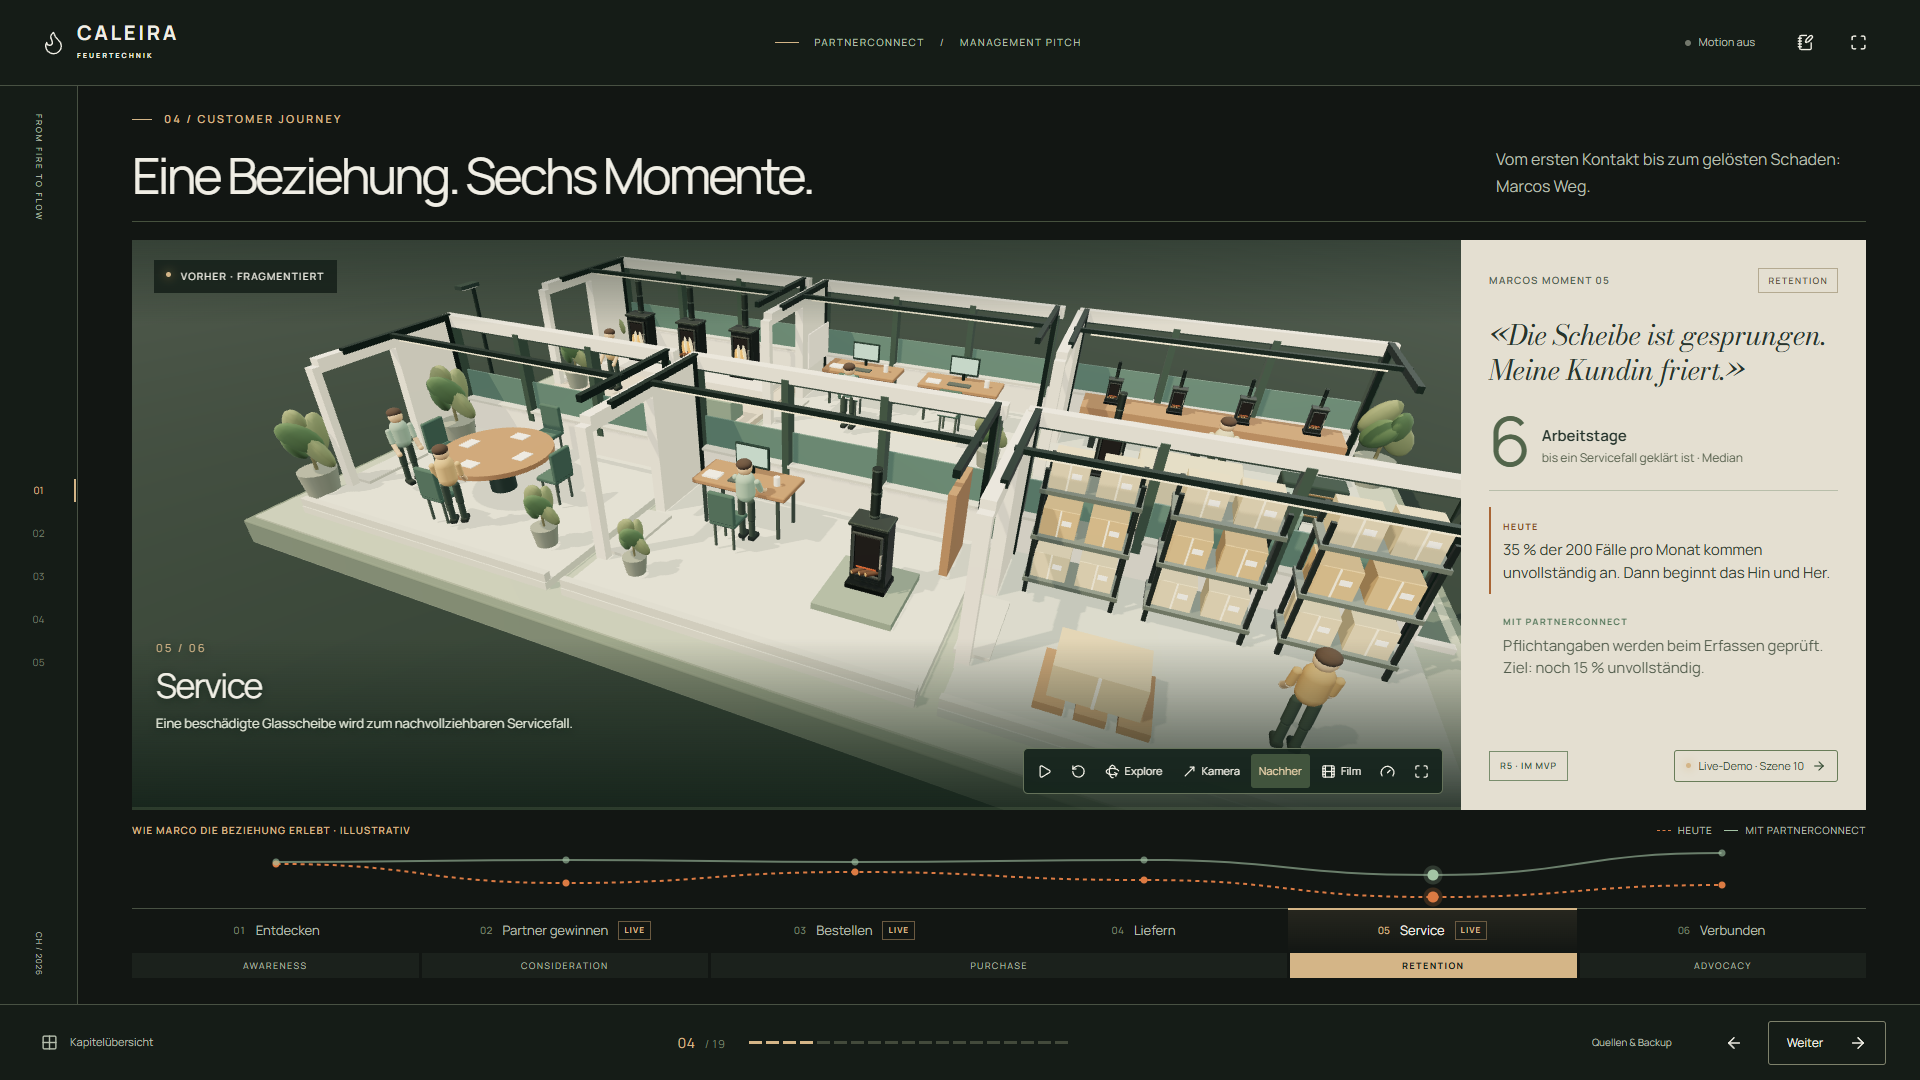 CALEIRA
FEUERTECHNIK
PARTNERCONNECT / MANAGEMENT PITCH
Motion aus
FROM FIRE TO FLOW
01
02
03
04
05
CH / 2026
04 / CUSTOMER JOURNEY
Eine Beziehung. Sechs Momente.
Vom ersten Kontakt bis zum gelösten Schaden:
Marcos Weg.
VORHER · FRAGMENTIERT
05 / 06
Service
Eine beschädigte Glasscheibe wird zum nachvollziehbaren Servicefall.
Explore
Kamera
Nachher
Film
MARCOS MOMENT 05
RETENTION
«Die Scheibe ist gesprungen.
Meine Kundin friert.»
6
Arbeitstage
bis ein Servicefall geklärt ist · Median
HEUTE
35 % der 200 Fälle pro Monat kommen
unvollständig an. Dann beginnt das Hin und Her.
MIT PARTNERCONNECT
Pflichtangaben werden beim Erfassen geprüft.
Ziel: noch 15 % unvollständig.
R5 · IM MVP
Live-Demo · Szene 10
WIE MARCO DIE BEZIEHUNG ERLEBT · ILLUSTRATIV
HEUTE
MIT PARTNERCONNECT
01 Entdecken
02 Partner gewinnen LIVE
03 Bestellen LIVE
04 Liefern
05 Service LIVE
06 Verbunden
AWARENESS
CONSIDERATION
PURCHASE
RETENTION
ADVOCACY
Kapitelübersicht
04 / 19
Quellen & Backup
Weiter